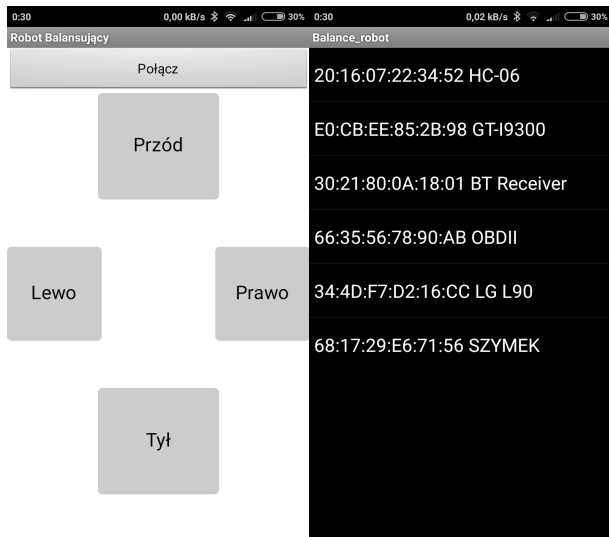 0:30 0,00 kB/s 30%
Robot Balansujący
Połącz
Przód
Lewo Prawo
Tył
0:30 0,02 kB/s 30%
Balance_robot
20:16:07:22:34:52 HC-06
E0:CB:EE:85:2B:98 GT-I9300
30:21:80:0A:18:01 BT Receiver
66:35:56:78:90:AB OBDII
34:4D:F7:D2:16:CC LG L90
68:17:29:E6:71:56 SZYMEK